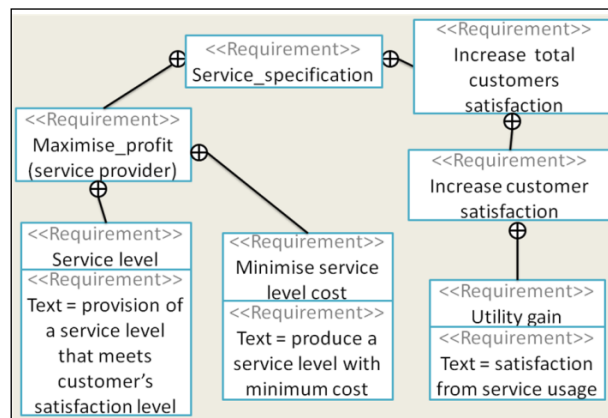 <<Requirement>>
Service_specification
<<Requirement>>
Increase total
customers
satisfaction
<<Requirement>>
Maximise_profit
(service provider)
<<Requirement>>
Increase customer
satisfaction
<<Requirement>>
Service level
<<Requirement>>
Text = provision of
a service level
that meets
customer's
satisfaction level
<<Requirement>>
Minimise service
level cost
<<Requirement>>
Text = produce a
service level with
minimum cost
<<Requirement>>
Utility gain
<<Requirement>>
Text = satisfaction
from service usage